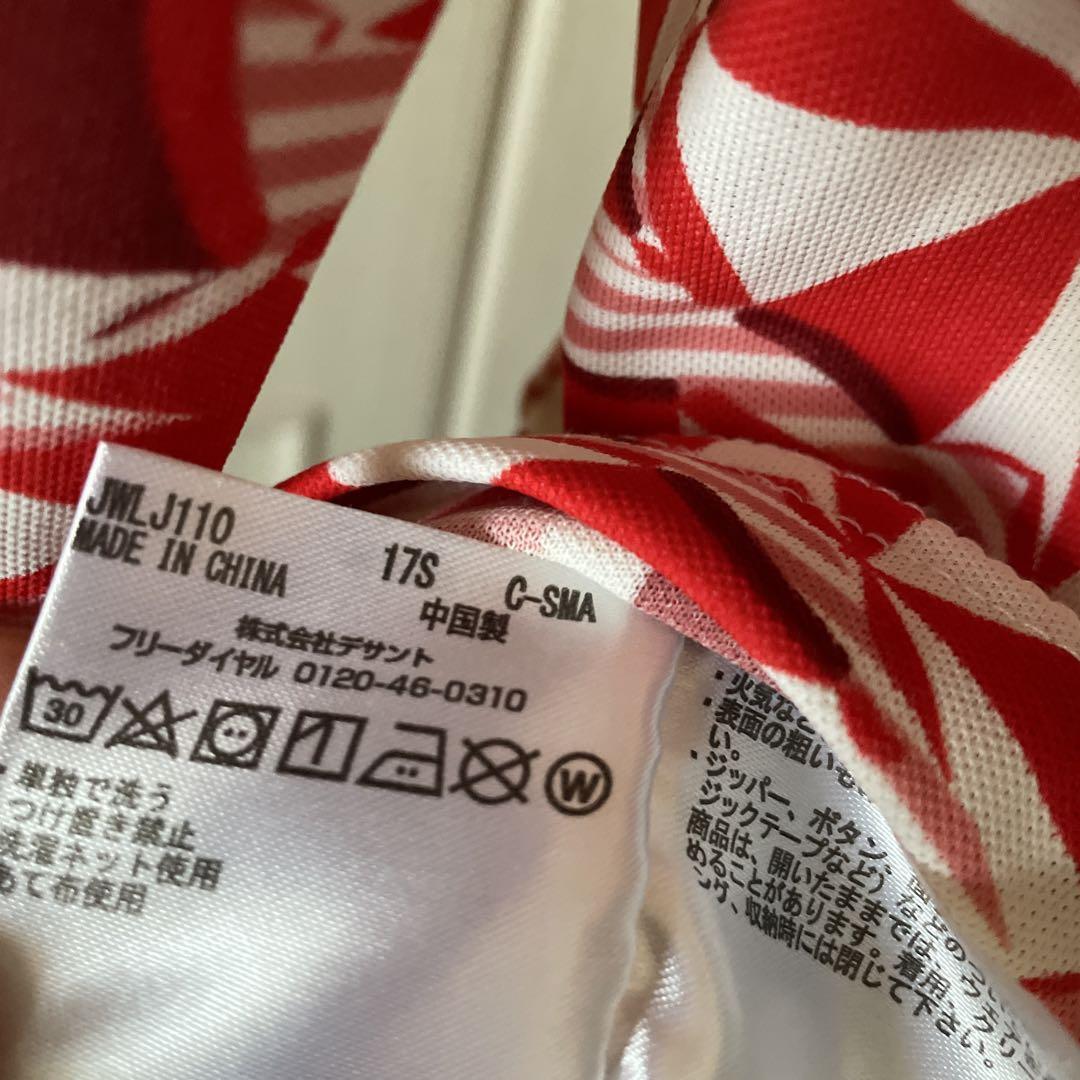 JWLJ110 17S C-SMA
MADE IN CHINA 中国製
株式会社デサント
フリーダイヤル 0120-46-0310
30
W
・単独で洗う
つけ置き禁止
洗濯ネット使用
あて布使用
・火気など
・表面の粗いも
い。
・ジッパー、ボタン、
ジックテープなど)
商品は、開いたままでは、着用、
めることがあります。
ング、収納時には閉じて下さい。